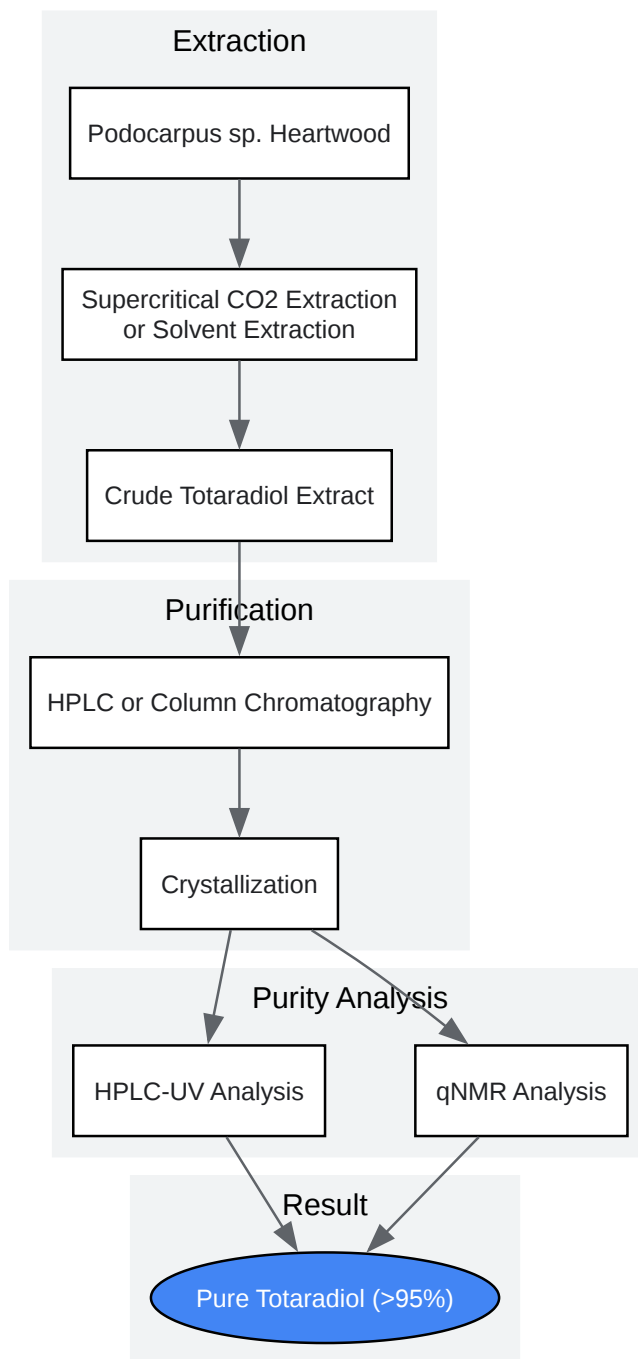 Extraction
Podocarpus sp. Heartwood
Supercritical CO2 Extraction
or Solvent Extraction
Crude Totaradiol Extract
Purification
HPLC or Column Chromatography
Crystallization
Purity Analysis
HPLC-UV Analysis
qNMR Analysis
Result
Pure Totaradiol (>95%)